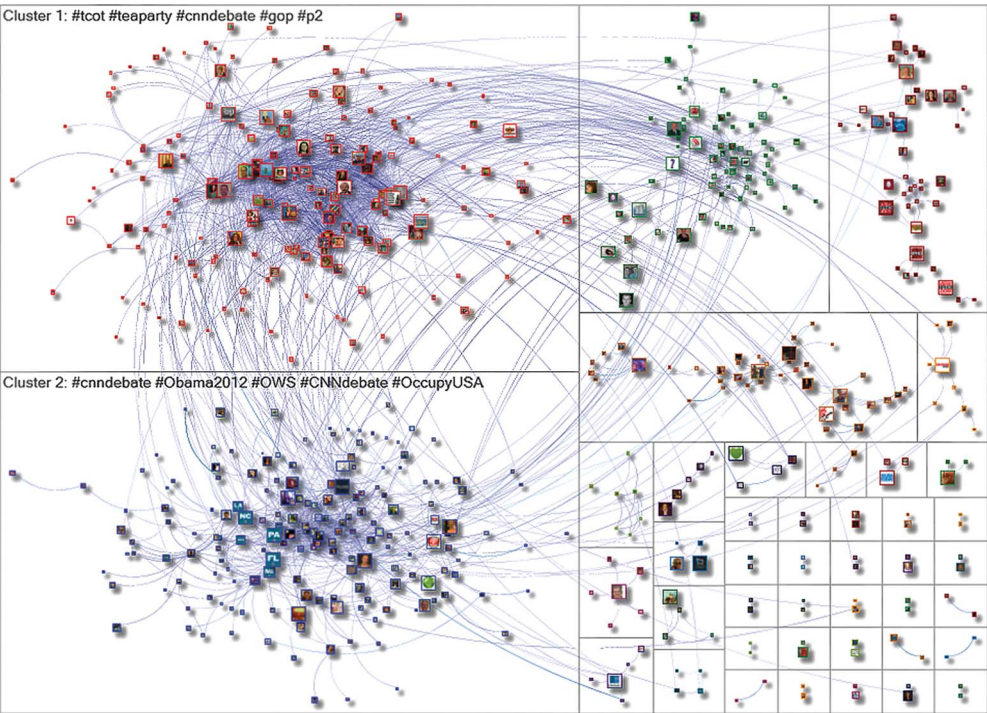 Cluster 1: #tcot #teaparty #cnndebate #gop #p2
Cluster 2: #cnndebate #Obama2012 #OWS #CNNdebate #OccupyUSA
NC
PA
FL